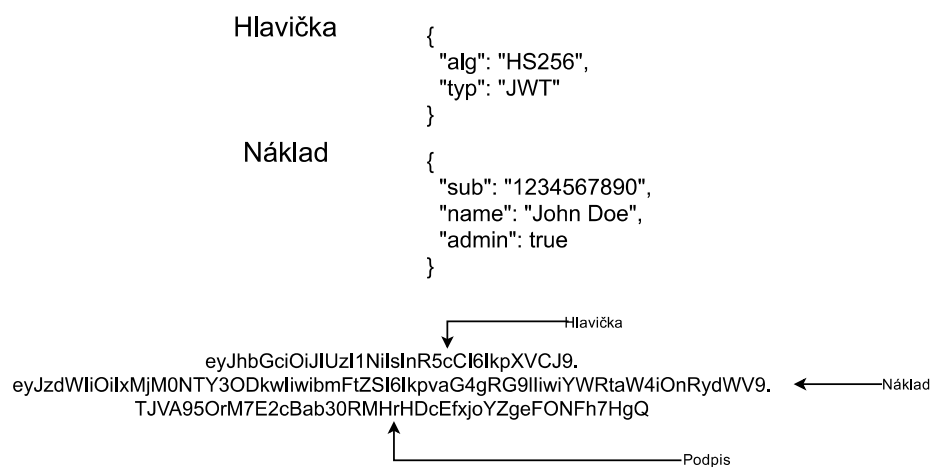 Hlavička
{
"alg": "HS256",
"typ": "JWT"
}
Náklad
{
"sub": "1234567890",
"name": "John Doe",
"admin": true
}
Hlavička
eyJhbGciOiJIUzI1NiIsInR5cCI6IkpXVCJ9.
eyJzdWIiOiIxMjM0NTY3ODkwIiwibmFtZSI6IkpvaG4gRG9lIiwiYWRtaW4iOnRydWV9.
Náklad
TJVA95OrM7E2cBab30RMHrHDcEfxjoYZgeFONFh7HgQ
Podpis